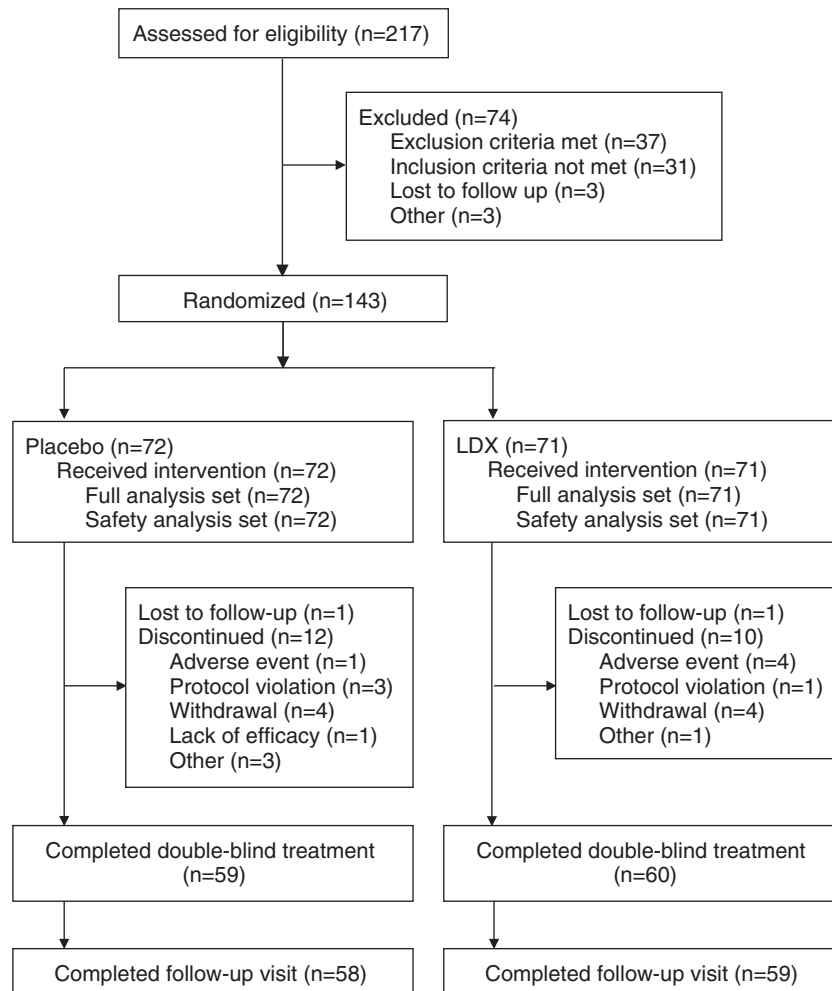 Assessed for eligibility (n=217)
Excluded (n=74)
Exclusion criteria met (n=37)
Inclusion criteria not met (n=31)
Lost to follow up (n=3)
Other (n=3)
Randomized (n=143)
Placebo (n=72)
Received intervention (n=72)
Full analysis set (n=72)
Safety analysis set (n=72)
LDX (n=71)
Received intervention (n=71)
Full analysis set (n=71)
Safety analysis set (n=71)
Lost to follow-up (n=1)
Discontinued (n=12)
Adverse event (n=1)
Protocol violation (n=3)
Withdrawal (n=4)
Lack of efficacy (n=1)
Other (n=3)
Lost to follow-up (n=1)
Discontinued (n=10)
Adverse event (n=4)
Protocol violation (n=1)
Withdrawal (n=4)
Other (n=1)
Completed double-blind treatment
(n=59)
Completed double-blind treatment
(n=60)
Completed follow-up visit (n=58)
Completed follow-up visit (n=59)